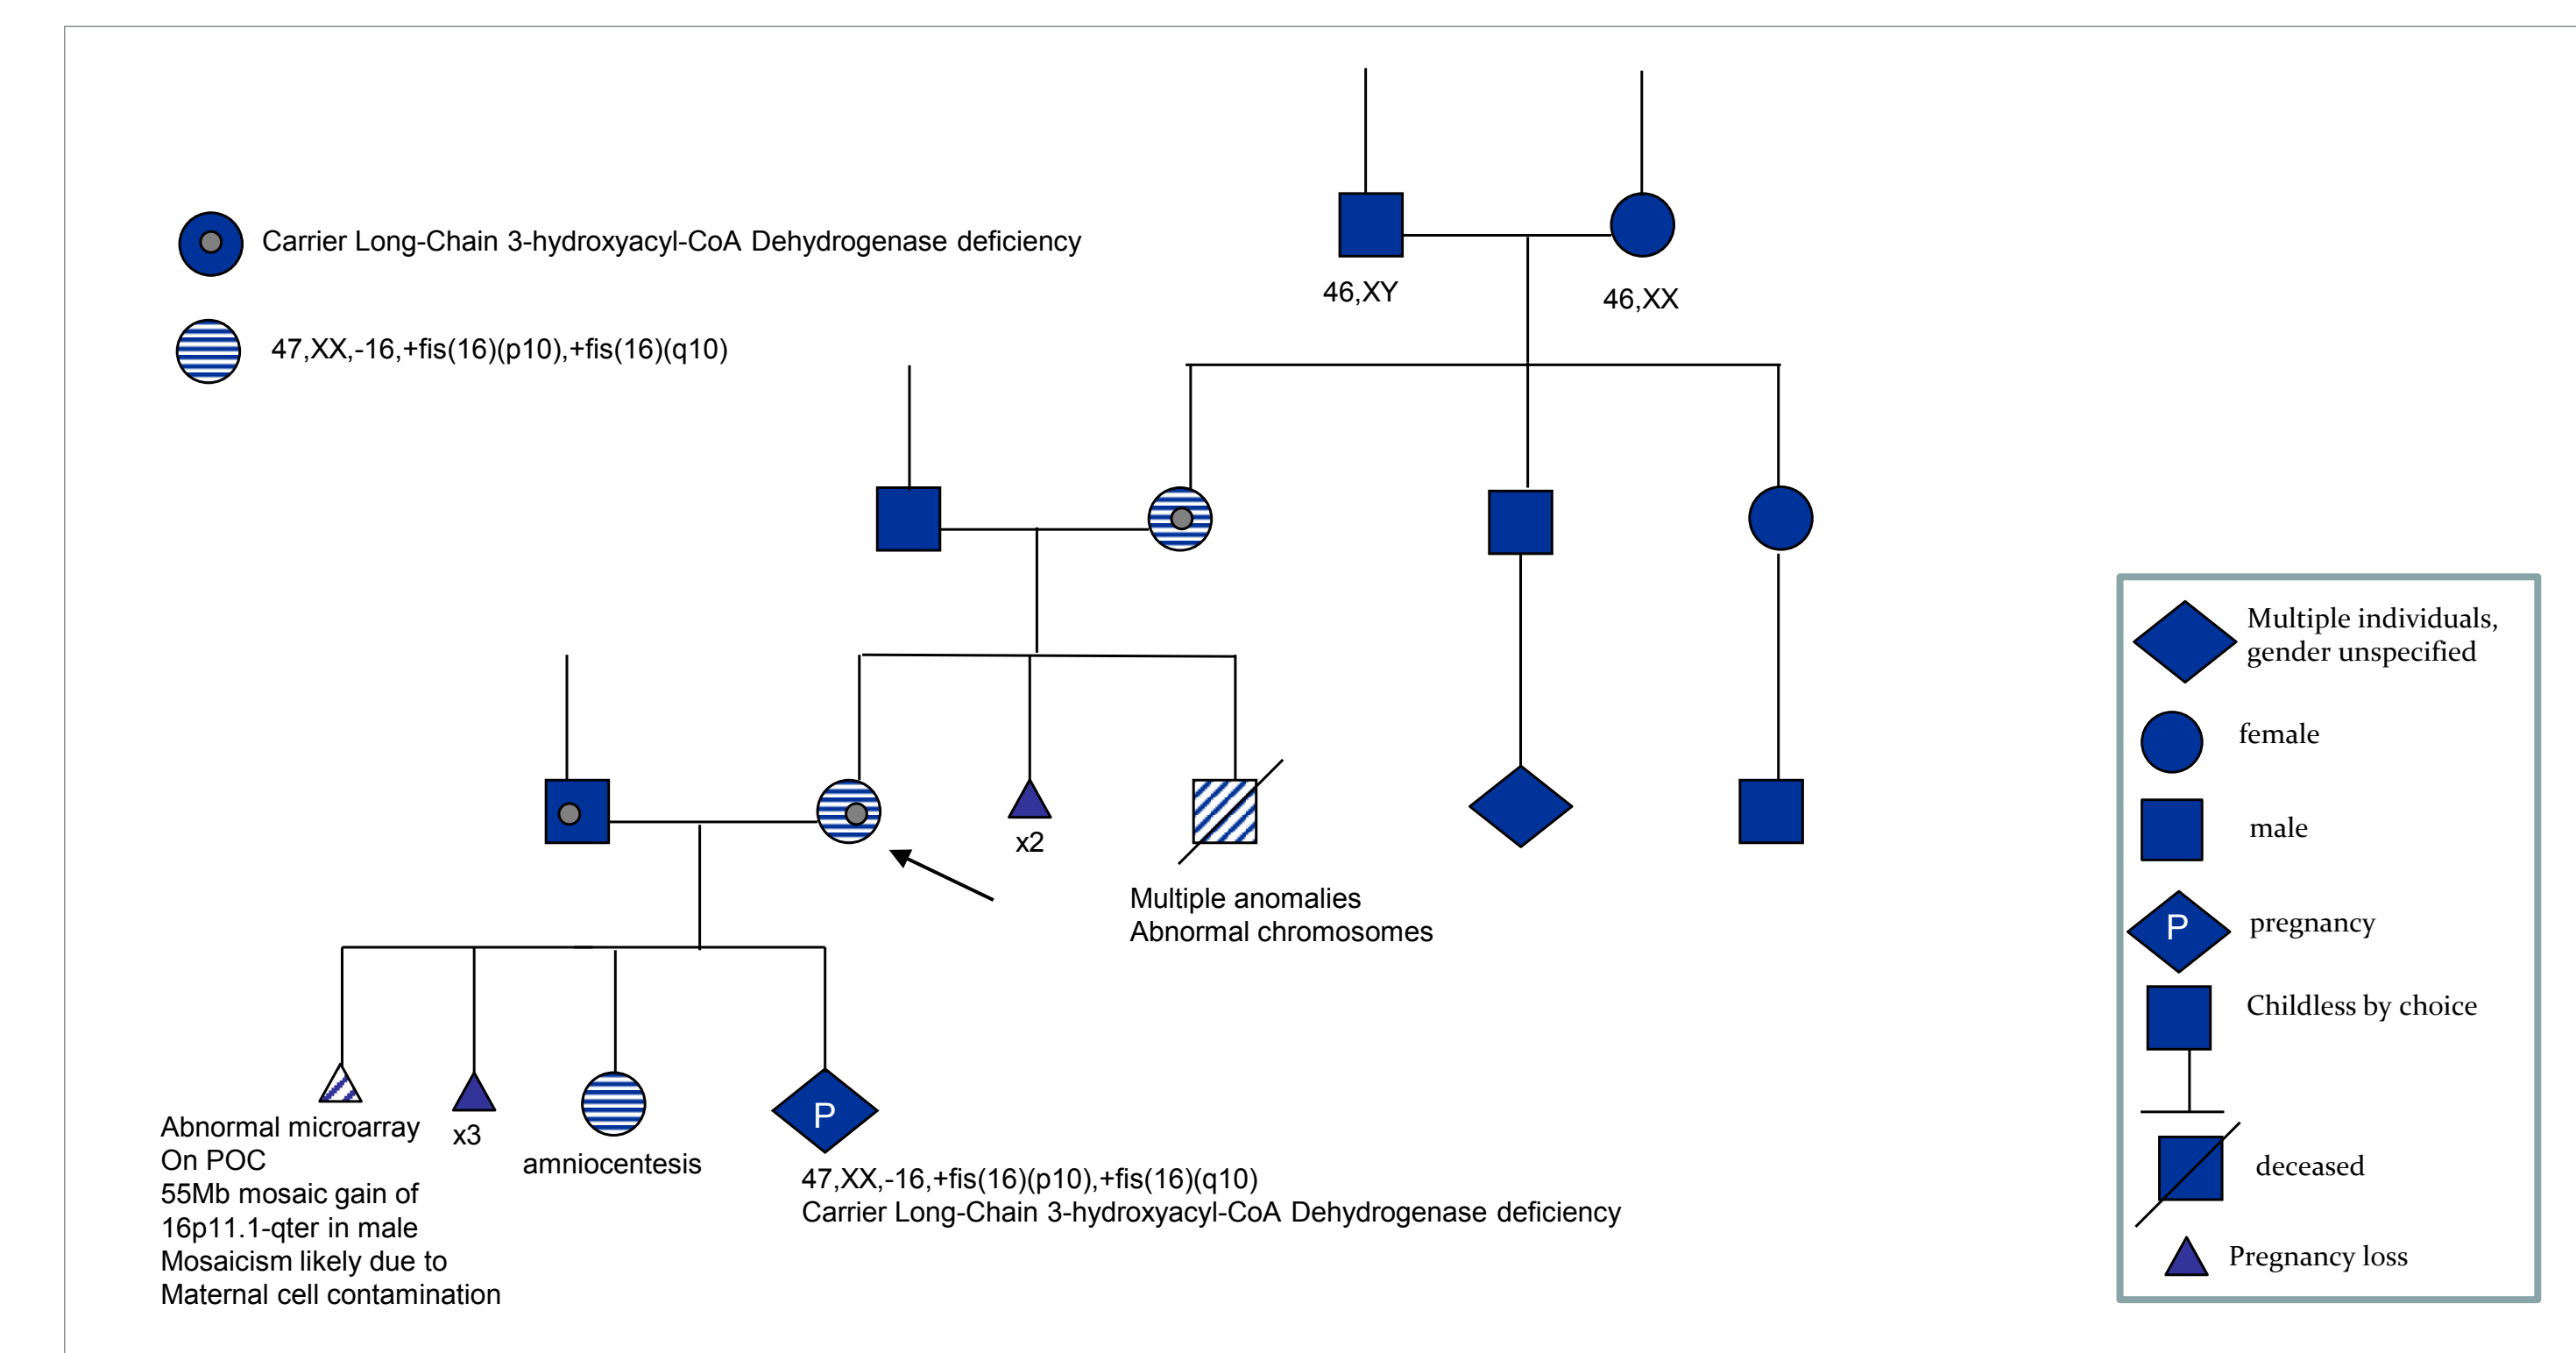 46,XY
46,XX
Carrier Long-Chain 3-hydroxyacyl-CoA Dehydrogenase deficiency
47,XX,-16,+fis(16)(p10),+fis(16)(q10)
x2
Multiple anomalies
Abnormal chromosomes
Abnormal microarray
On POC
55Mb mosaic gain of
16p11.1-qter in male
Mosaicism likely due to
Maternal cell contamination
x3
amniocentesis
P
47,XX,-16,+fis(16)(p10),+fis(16)(q10)
Carrier Long-Chain 3-hydroxyacyl-CoA Dehydrogenase deficiency
Multiple individuals,
gender unspecified
female
male
P
pregnancy
Childless by choice
deceased
Pregnancy loss